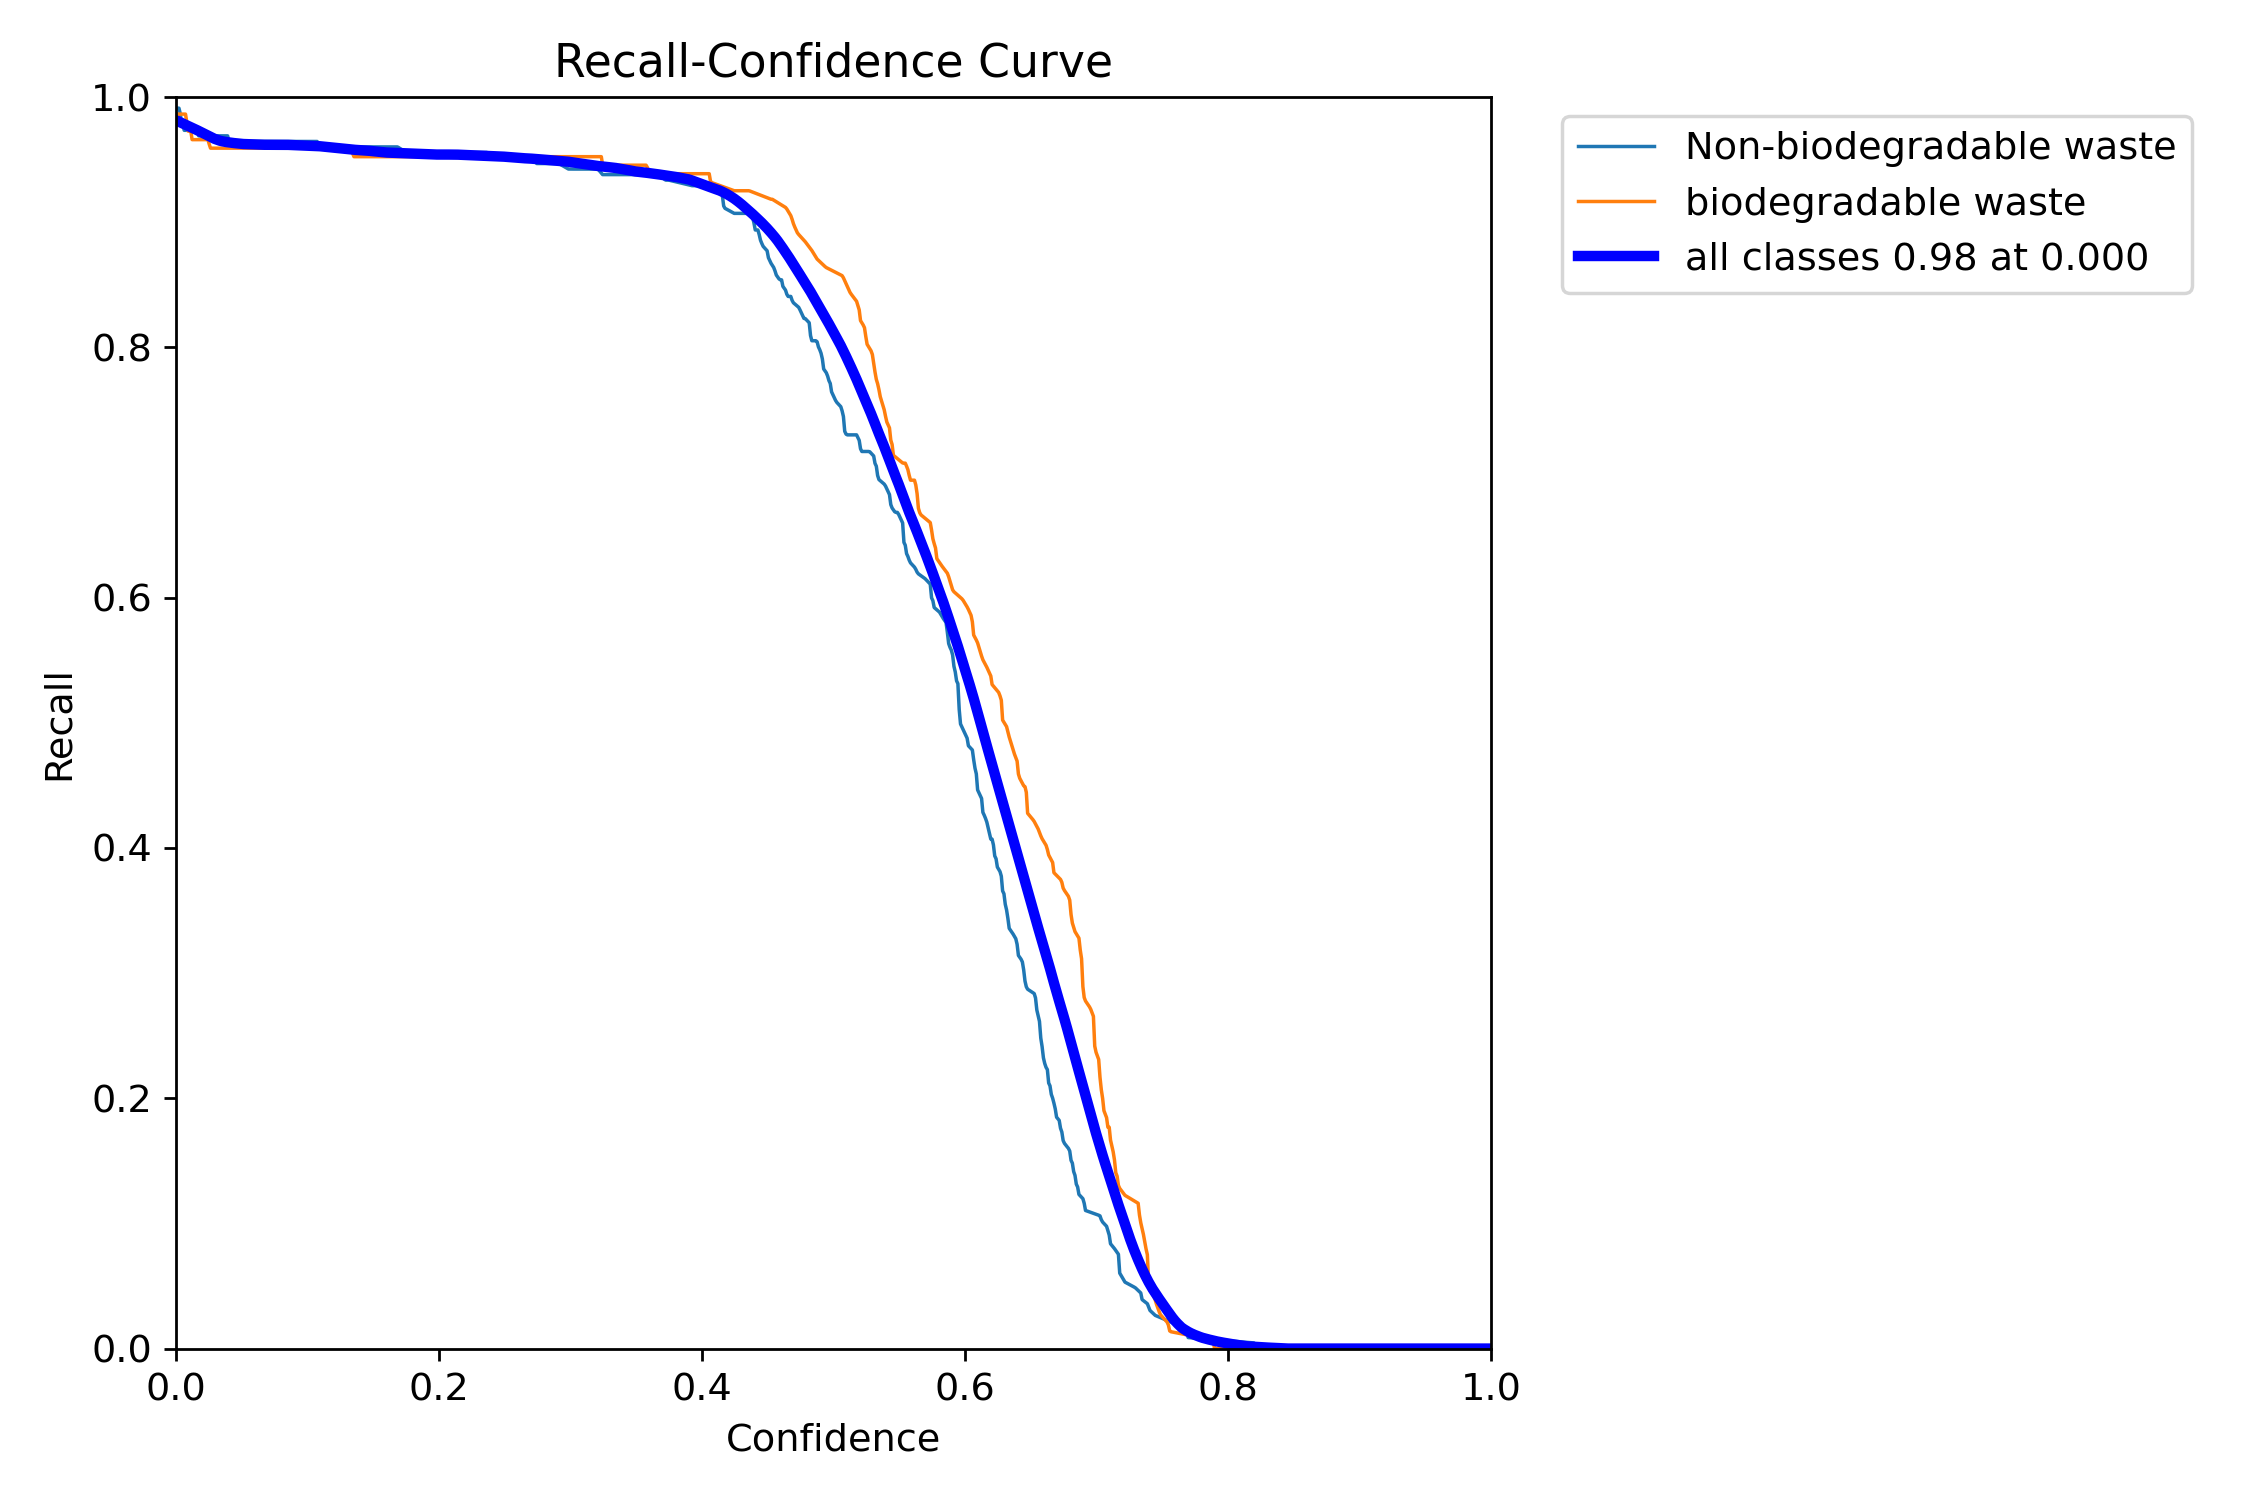 Recall-Confidence Curve
1.0
0.8
0.6
0.4
0.2
0.0
Recall
0.0 0.2 0.4 0.6 0.8 1.0
Confidence
Non-biodegradable waste
biodegradable waste
all classes 0.98 at 0.000